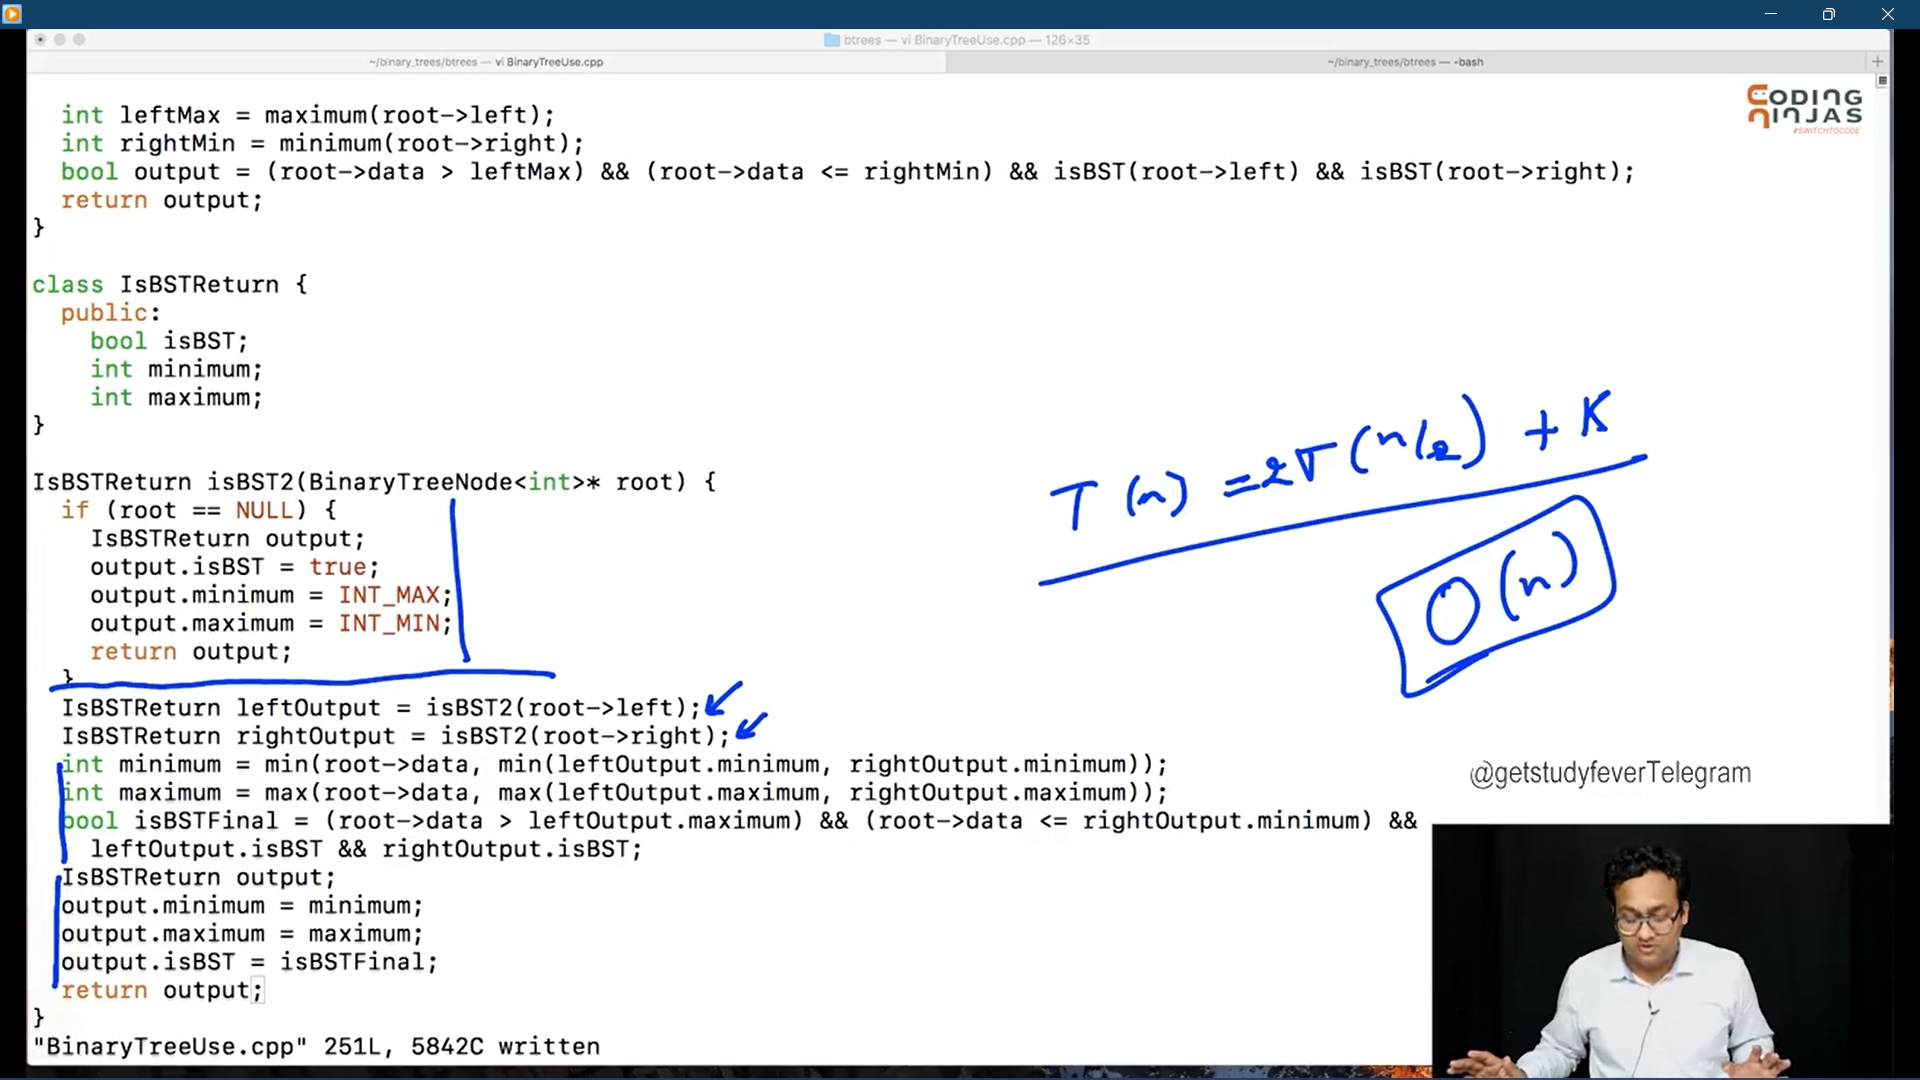 btrees — vi BinaryTreeUse.cpp — 126×35
~/binary_trees/btrees — vi BinaryTreeUse.cpp
~/binary_trees/btrees — -bash
CODING
NINJAS
#SWITCHTOCODE
int leftMax = maximum(root->left);
int rightMin = minimum(root->right);
bool output = (root->data > leftMax) && (root->data <= rightMin) && isBST(root->left) && isBST(root->right);
return output;
}
class IsBSTReturn {
public:
bool isBST;
int minimum;
int maximum;
}
T(n) = 2T(n/2) + K
O(n)
IsBSTReturn isBST2(BinaryTreeNode<int>* root) {
if (root == NULL) {
IsBSTReturn output;
output.isBST = true;
output.minimum = INT_MAX;
output.maximum = INT_MIN;
return output;
}
IsBSTReturn leftOutput = isBST2(root->left);
IsBSTReturn rightOutput = isBST2(root->right);
int minimum = min(root->data, min(leftOutput.minimum, rightOutput.minimum));
int maximum = max(root->data, max(leftOutput.maximum, rightOutput.maximum));
bool isBSTFinal = (root->data > leftOutput.maximum) && (root->data <= rightOutput.minimum) &&
leftOutput.isBST && rightOutput.isBST;
IsBSTReturn output;
output.minimum = minimum;
output.maximum = maximum;
output.isBST = isBSTFinal;
return output;
}
"BinaryTreeUse.cpp" 251L, 5842C written
@getstudyfeverTelegram